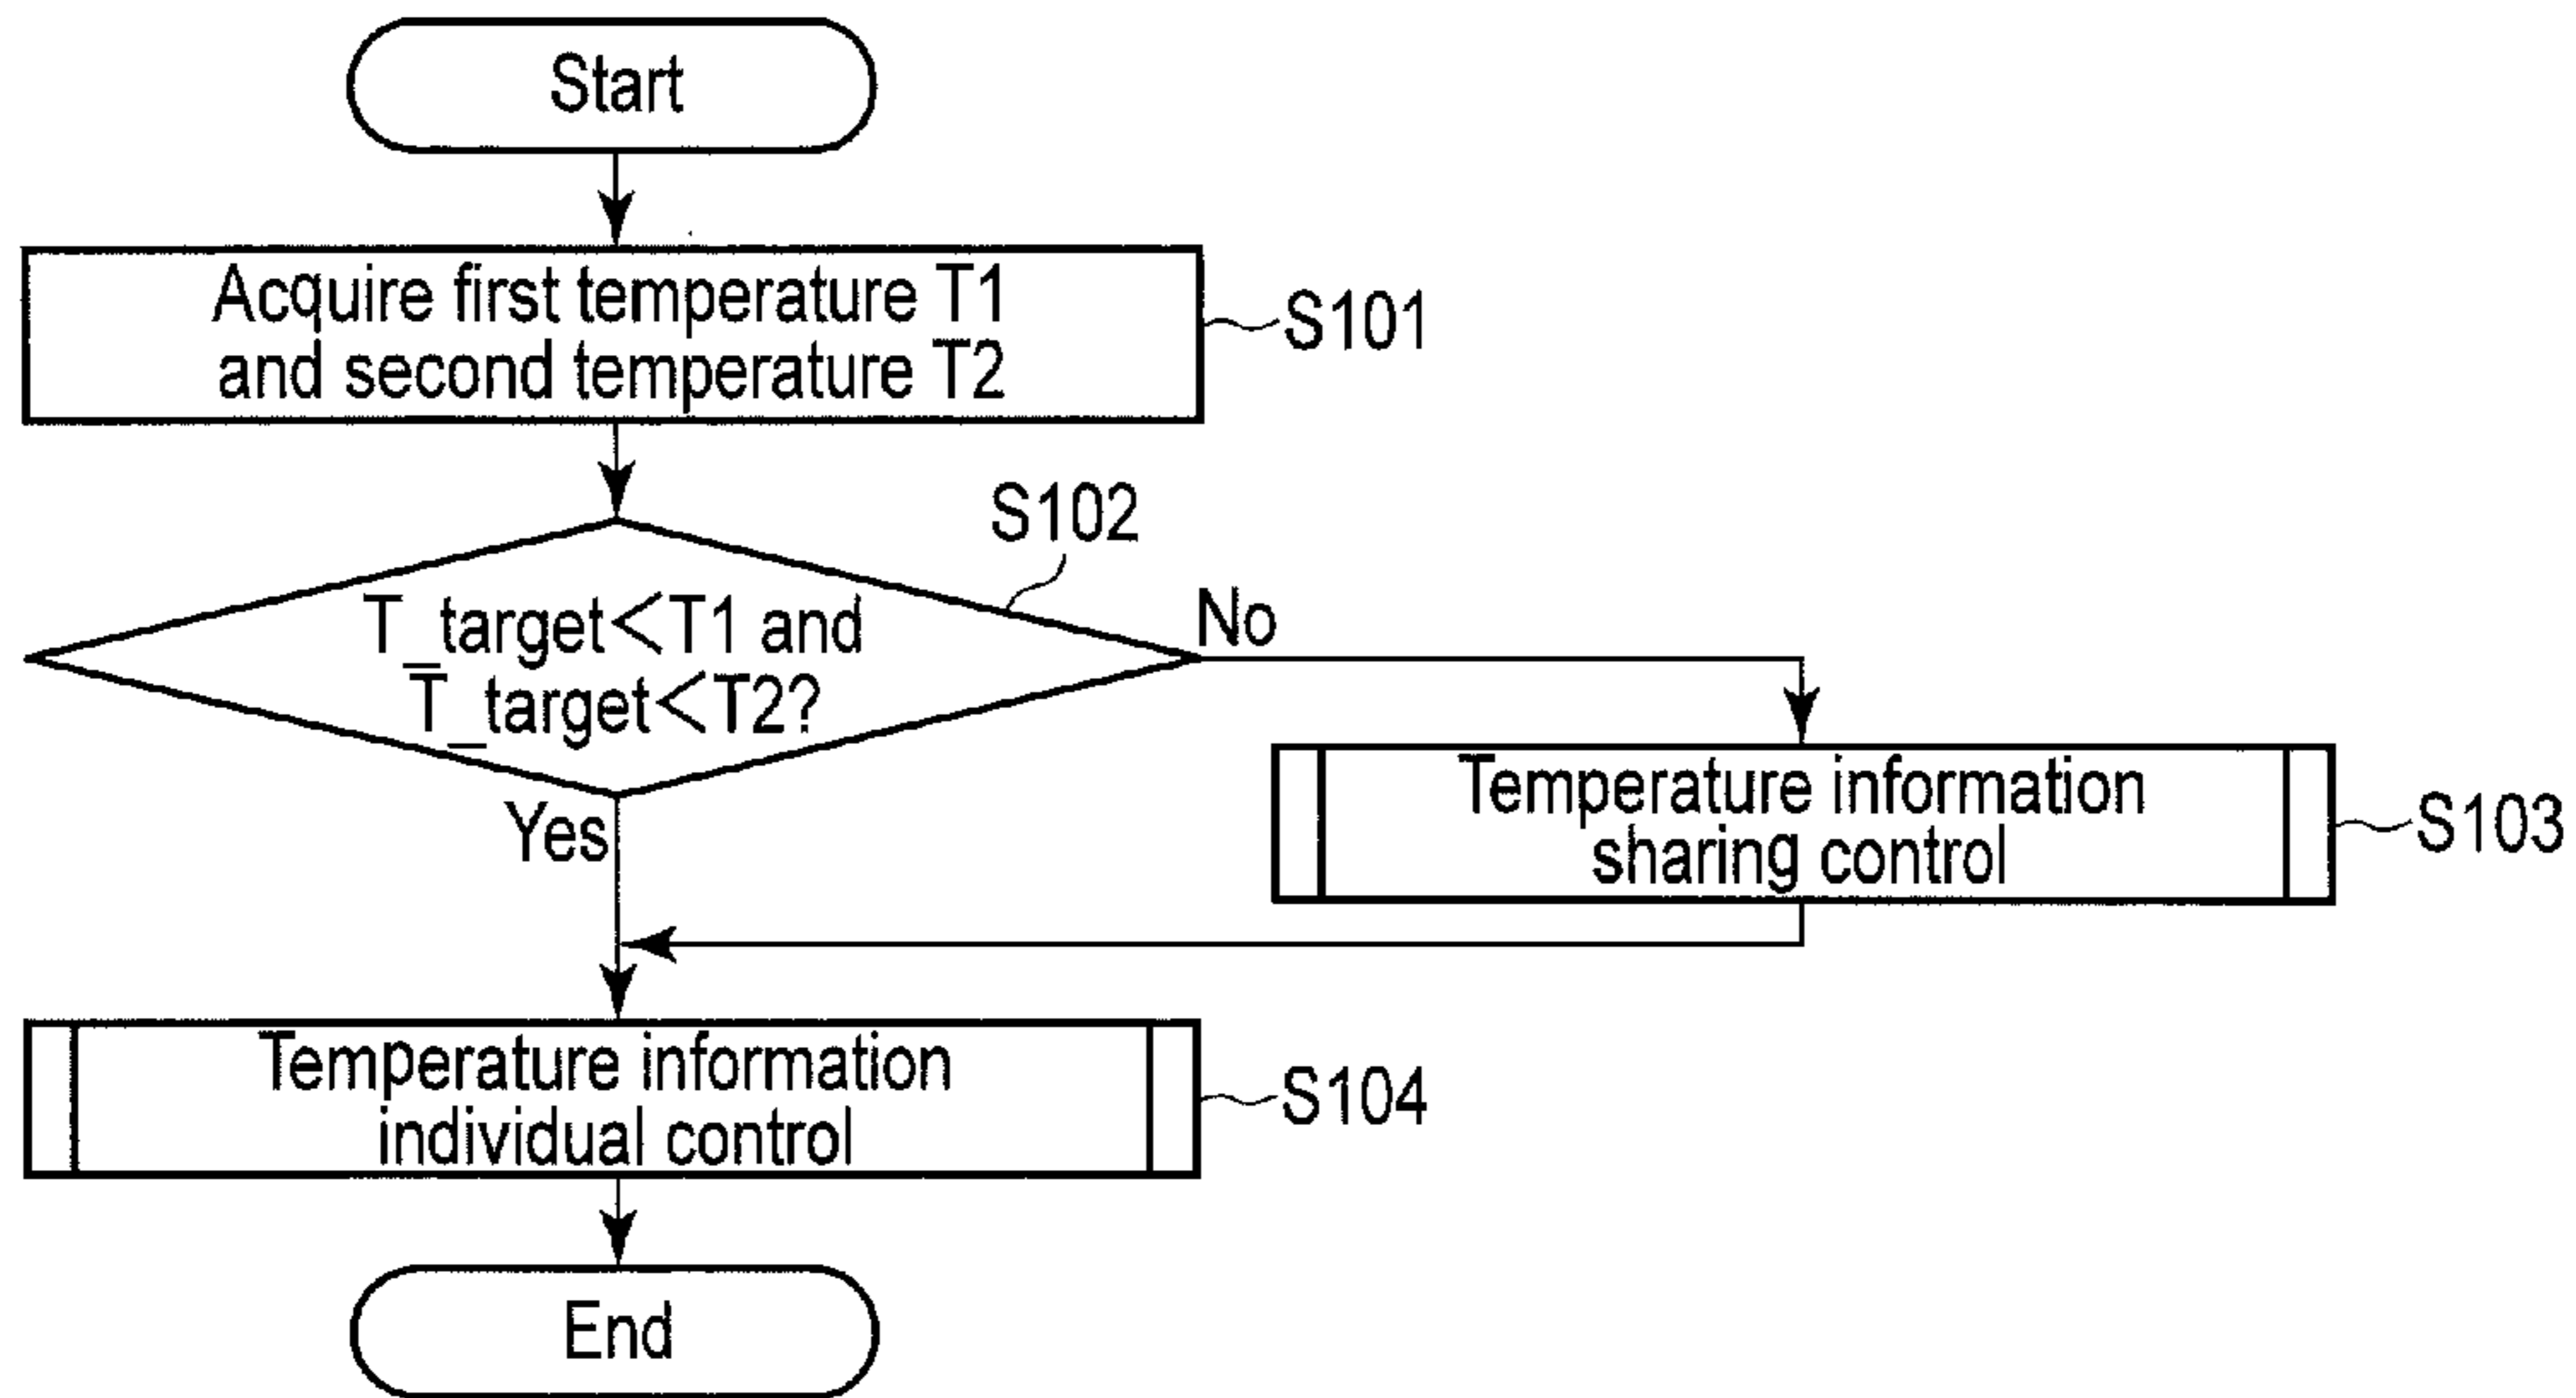 Start
Acquire first temperature T1
and second temperature T2
S101
S102
T_target<T1 and
T_target<T2?
No
Yes
Temperature information
sharing control
S103
Temperature information
individual control
S104
End